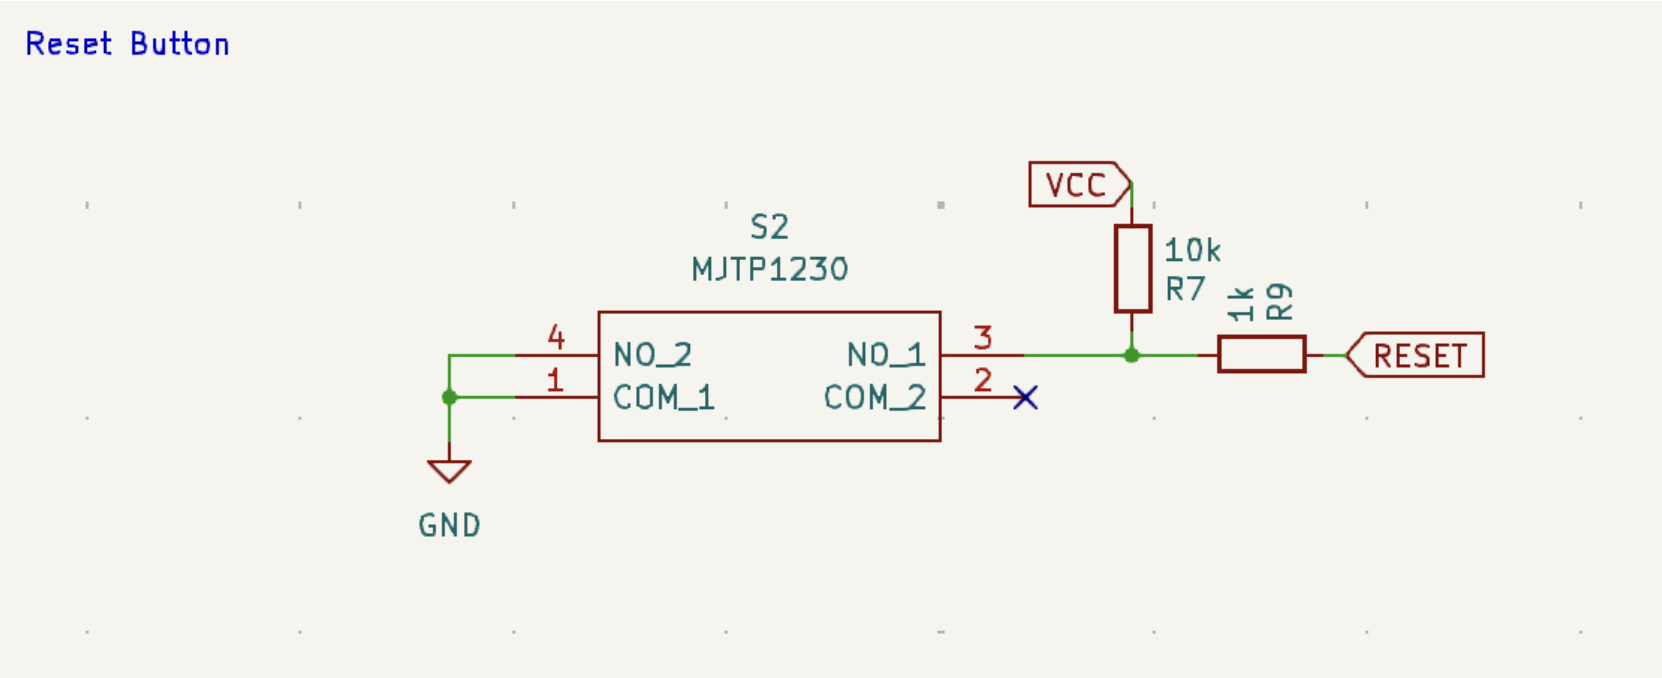 Reset Button
VCC
S2
MJTP1230
10k
R7
1k
R9
4
NO_2
NO_1
3
RESET
1
COM_1
COM_2
2
GND